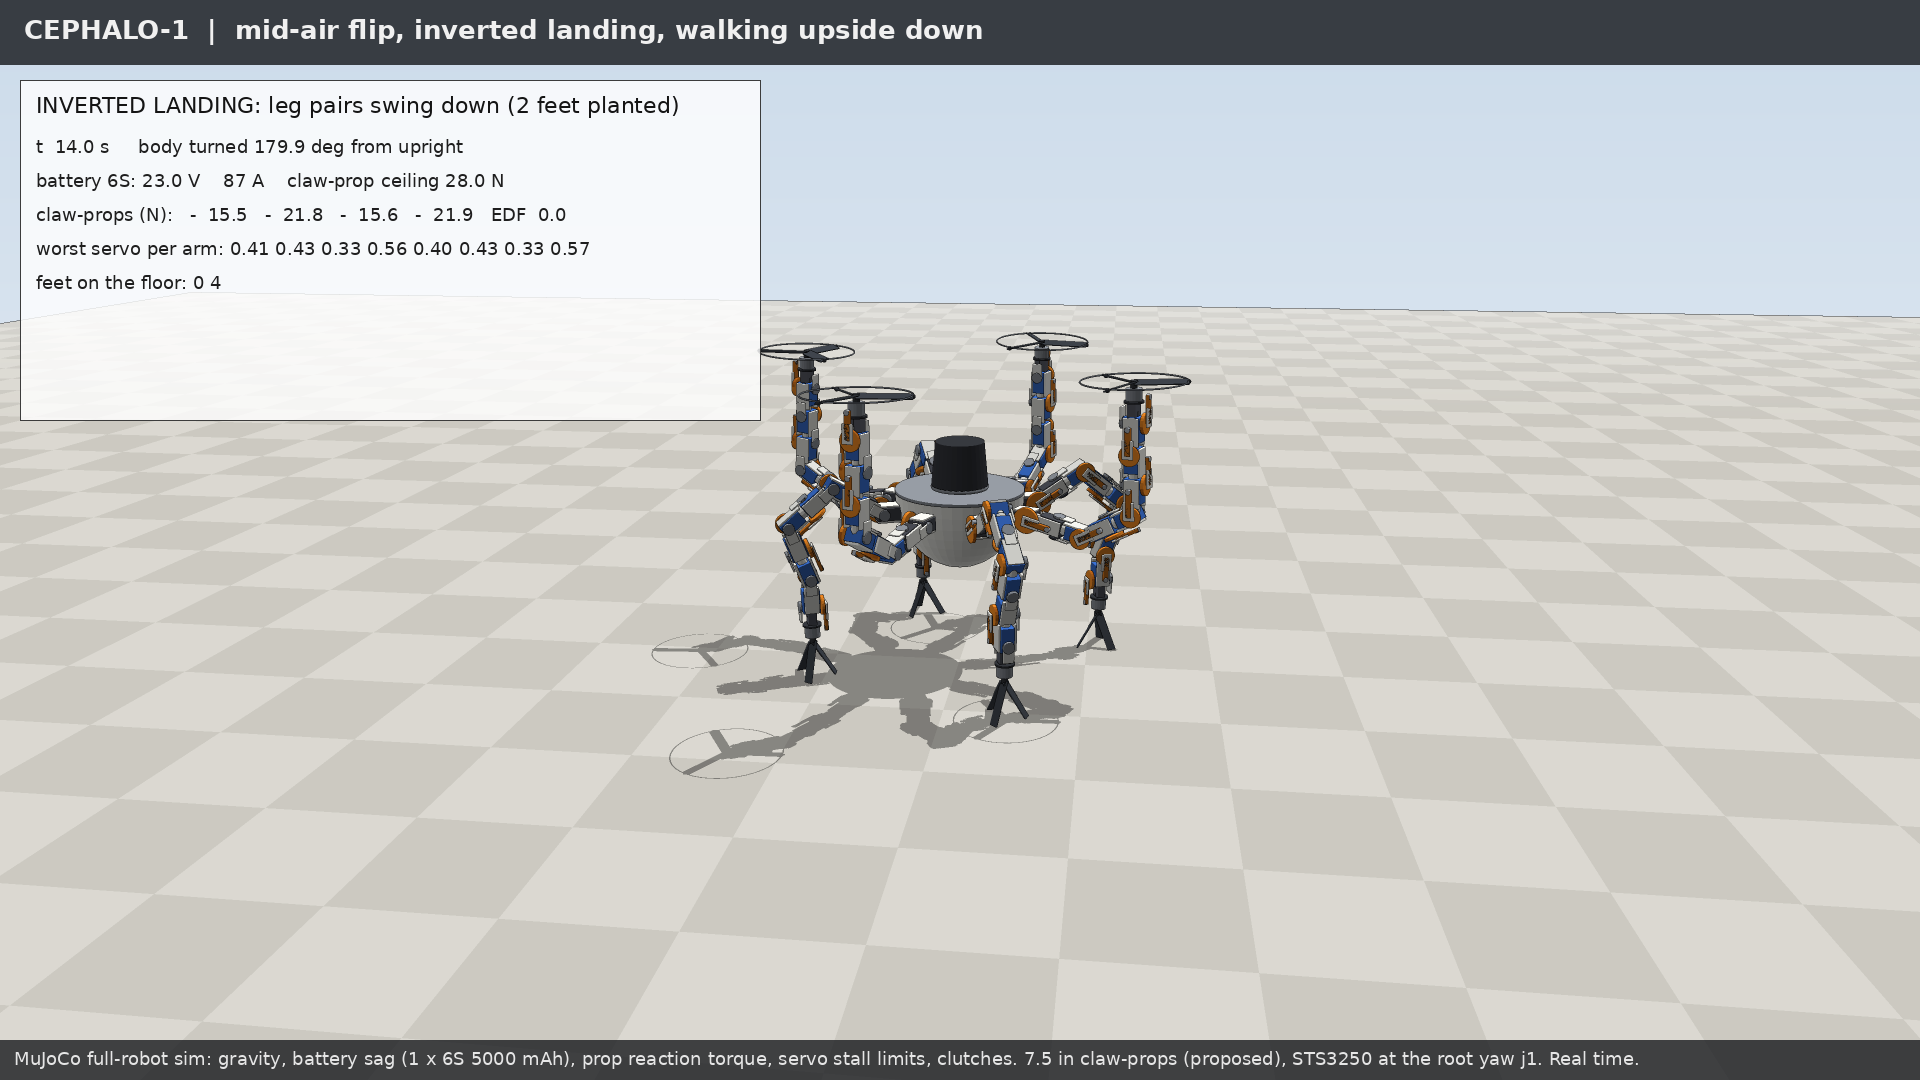 CEPHALO-1 | mid-air flip, inverted landing, walking upside down
INVERTED LANDING: leg pairs swing down (2 feet planted)
t 14.0 s body turned 179.9 deg from upright
battery 6S: 23.0 V 87 A claw-prop ceiling 28.0 N
claw-props (N): - 15.5 - 21.8 - 15.6 - 21.9 EDF 0.0
worst servo per arm: 0.41 0.43 0.33 0.56 0.40 0.43 0.33 0.57
feet on the floor: 0 4
MuJoCo full-robot sim: gravity, battery sag (1 x 6S 5000 mAh), prop reaction torque, servo stall limits, clutches. 7.5 in claw-props (proposed), STS3250 at the root yaw j1. Real time.